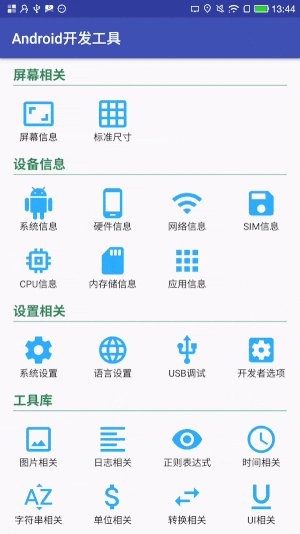 13:44
Android开发工具
屏幕相关
屏幕信息 标准尺寸
设备信息
系统信息 硬件信息 网络信息 SIM信息
CPU信息 内存储信息 应用信息
设置相关
系统设置 语言设置 USB调试 开发者选项
工具库
图片相关 日志相关 正则表达式 时间相关
AZ $ U
字符串相关 单位相关 转换相关 UI相关